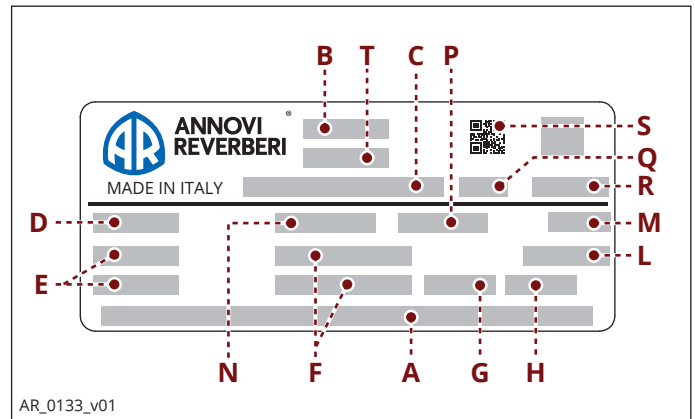 B T C P
S
ANNOVI
REVERBERI
®
AR
Q
MADE IN ITALY
R
D
M
L
E
N F A G H
AR_0133_v01